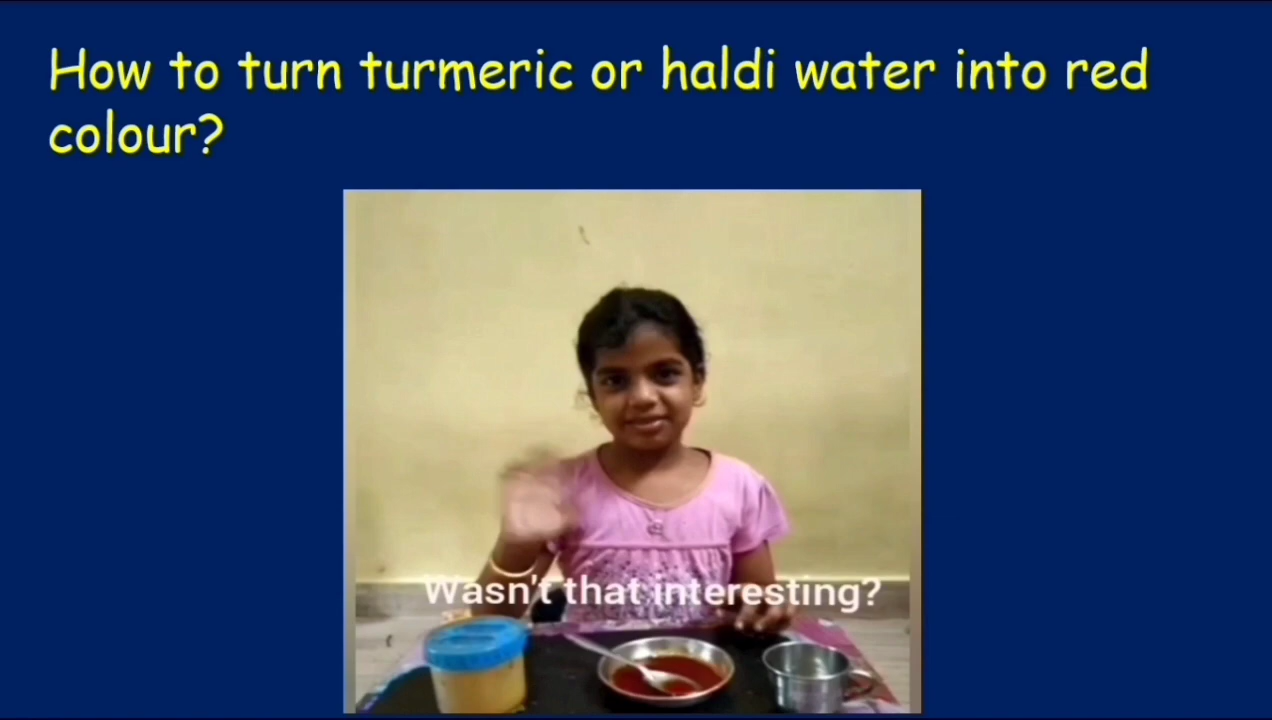 How to turn turmeric or haldi water into red
colour?
Wasn't that interesting?